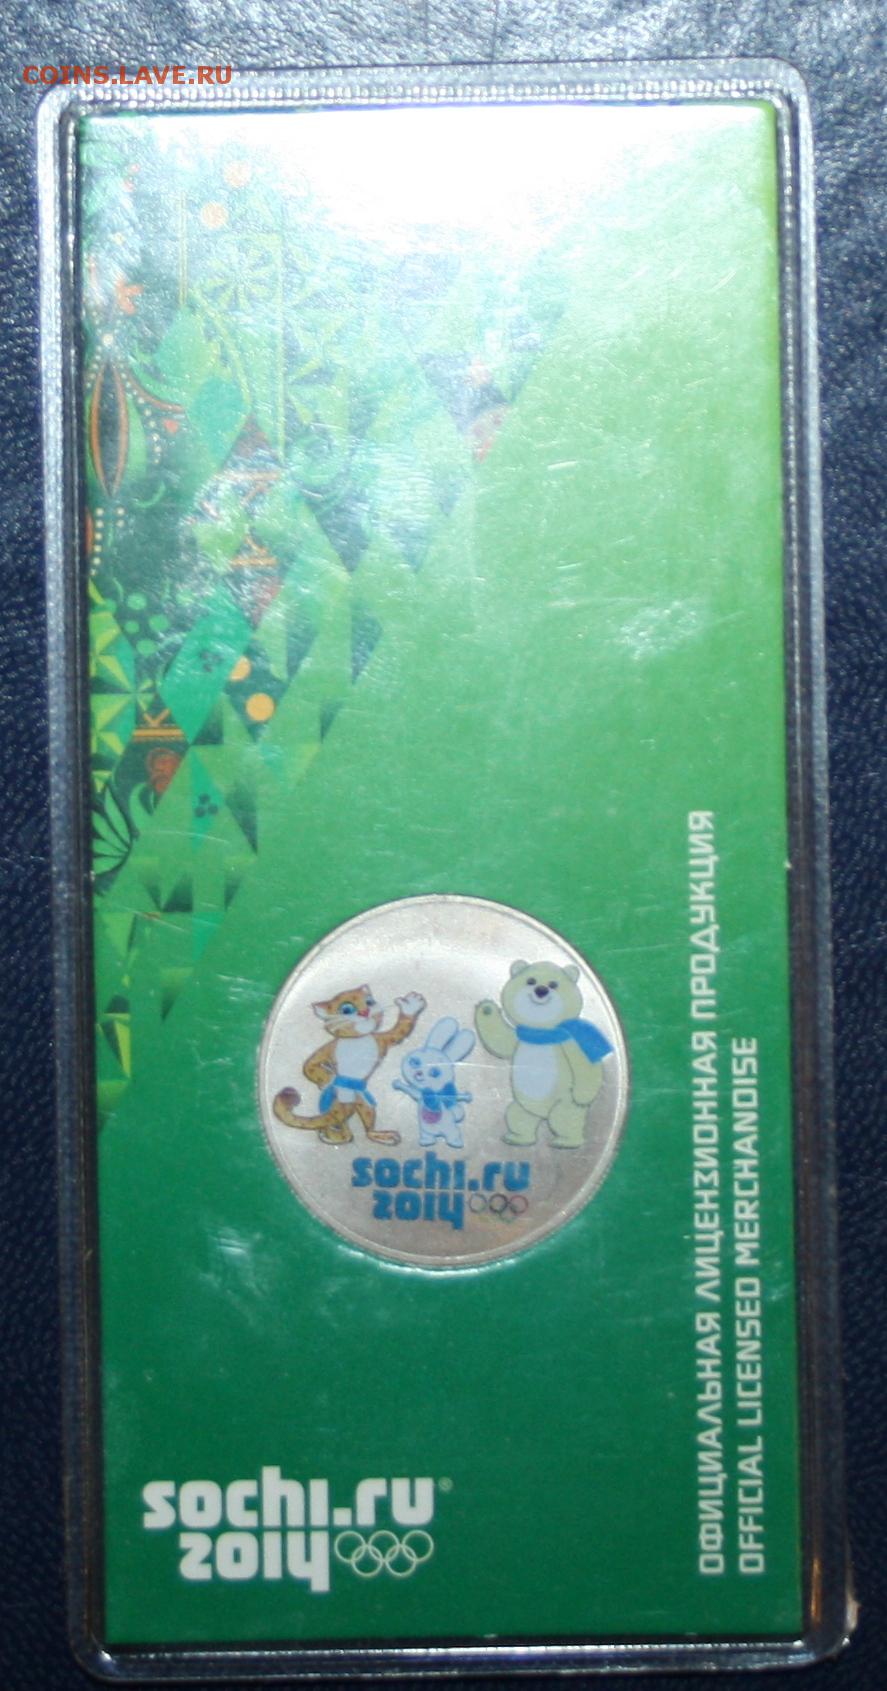 COINS.LAVE.RU
sochi.ru
2014
sochi.ru®
2014
ОФИЦИАЛЬНАЯ ЛИЦЕНЗИОННАЯ ПРОДУКЦИЯ
OFFICIAL LICENSED MERCHANDISE